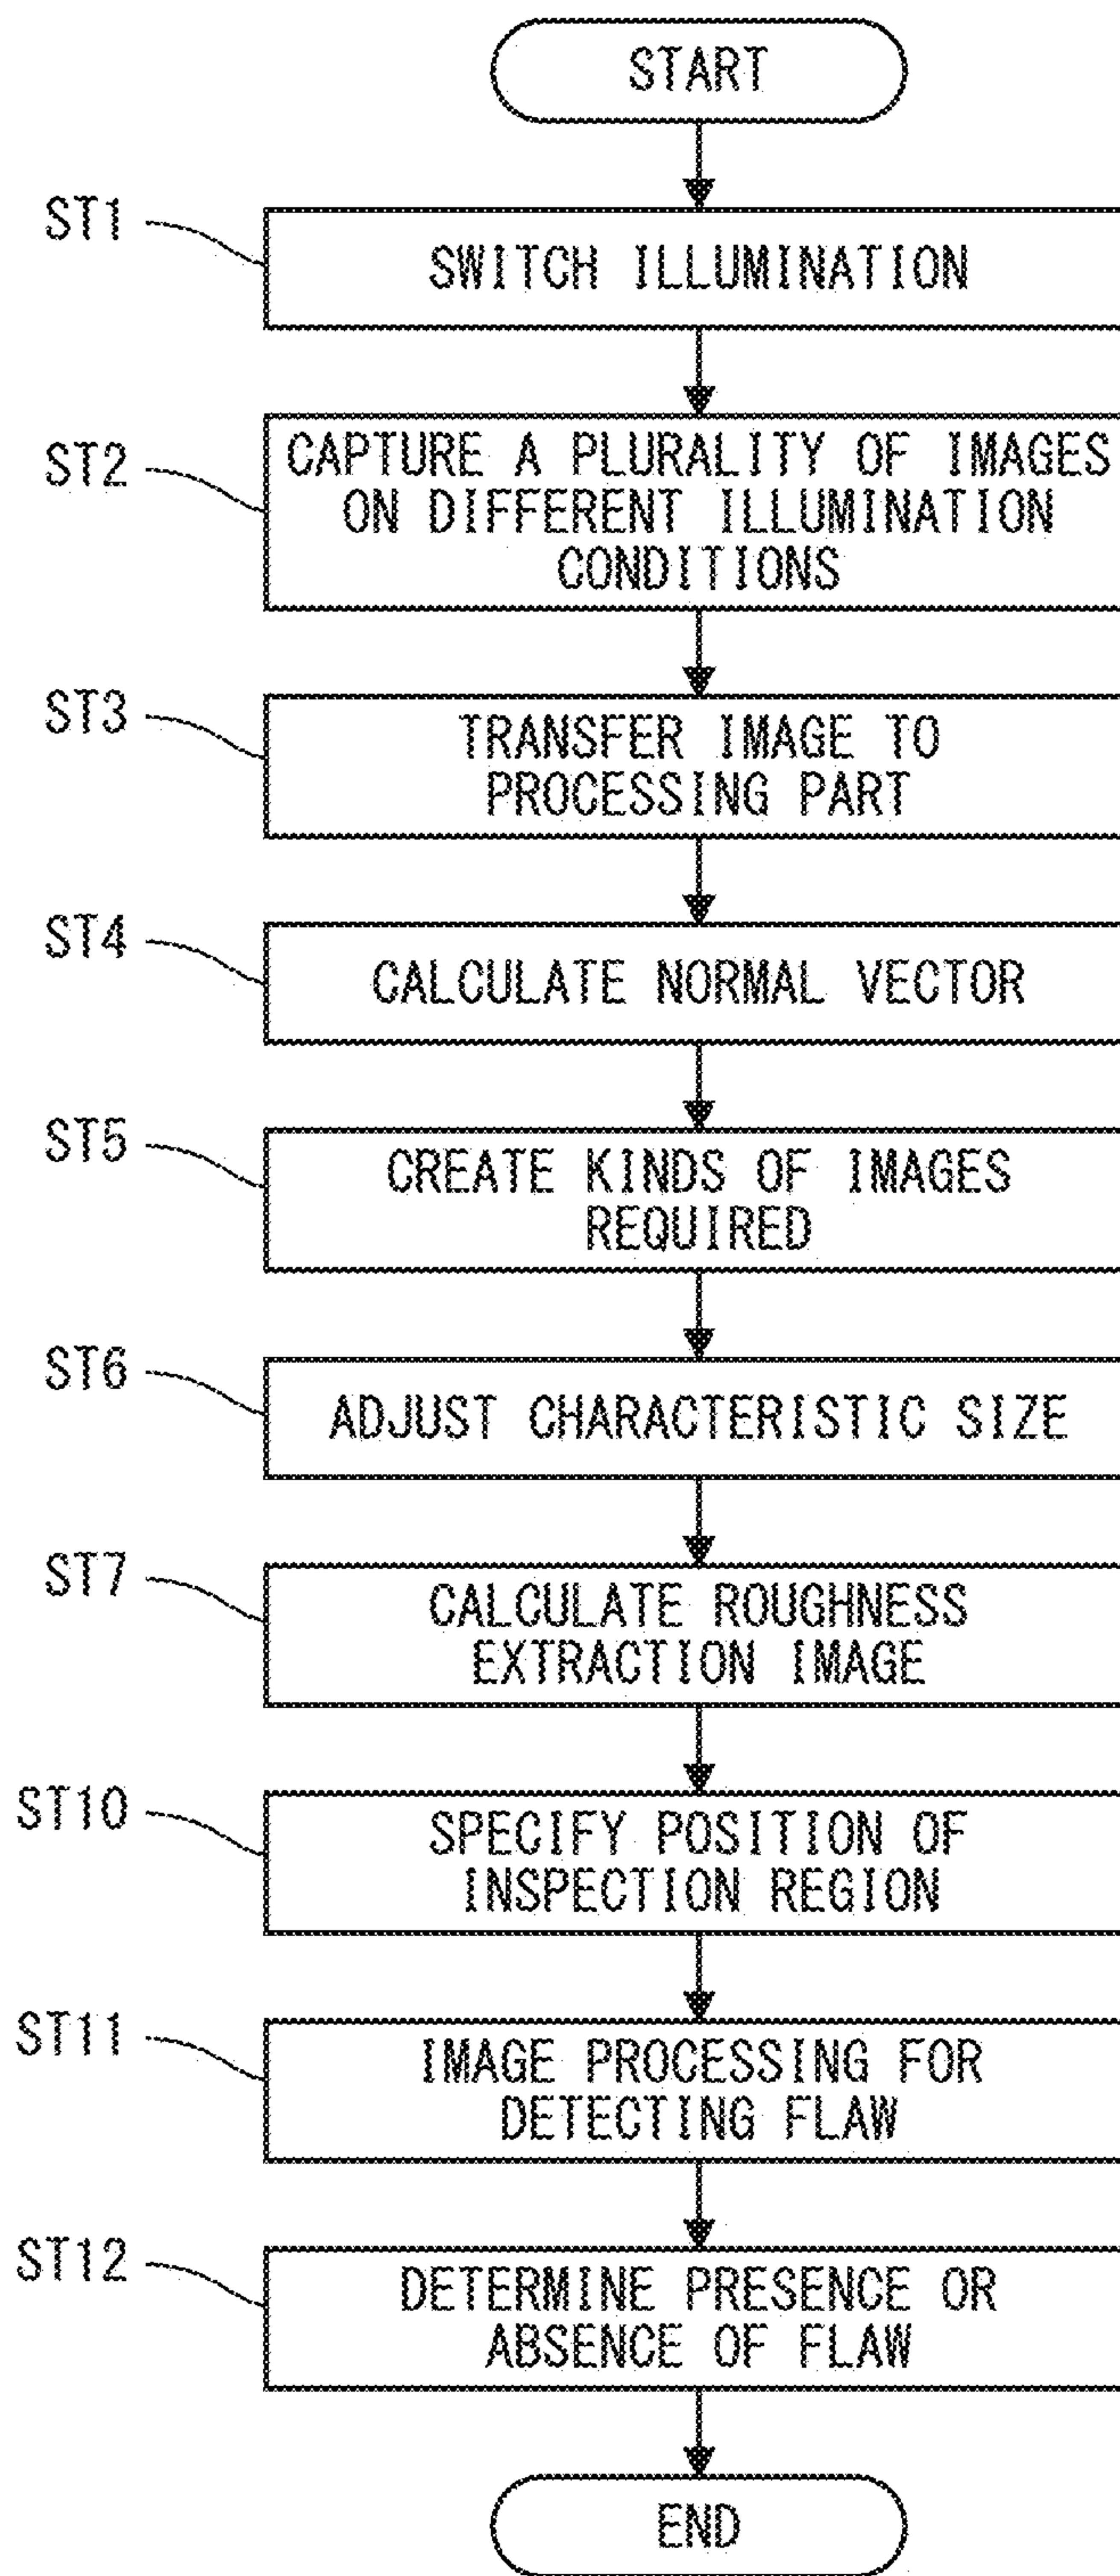 START
ST1
SWITCH ILLUMINATION
ST2
CAPTURE A PLURALITY OF IMAGES
ON DIFFERENT ILLUMINATION
CONDITIONS
ST3
TRANSFER IMAGE TO
PROCESSING PART
ST4
CALCULATE NORMAL VECTOR
ST5
CREATE KINDS OF IMAGES
REQUIRED
ST6
ADJUST CHARACTERISTIC SIZE
ST7
CALCULATE ROUGHNESS
EXTRACTION IMAGE
ST10
SPECIFY POSITION OF
INSPECTION REGION
ST11
IMAGE PROCESSING FOR
DETECTING FLAW
ST12
DETERMINE PRESENCE OR
ABSENCE OF FLAW
END